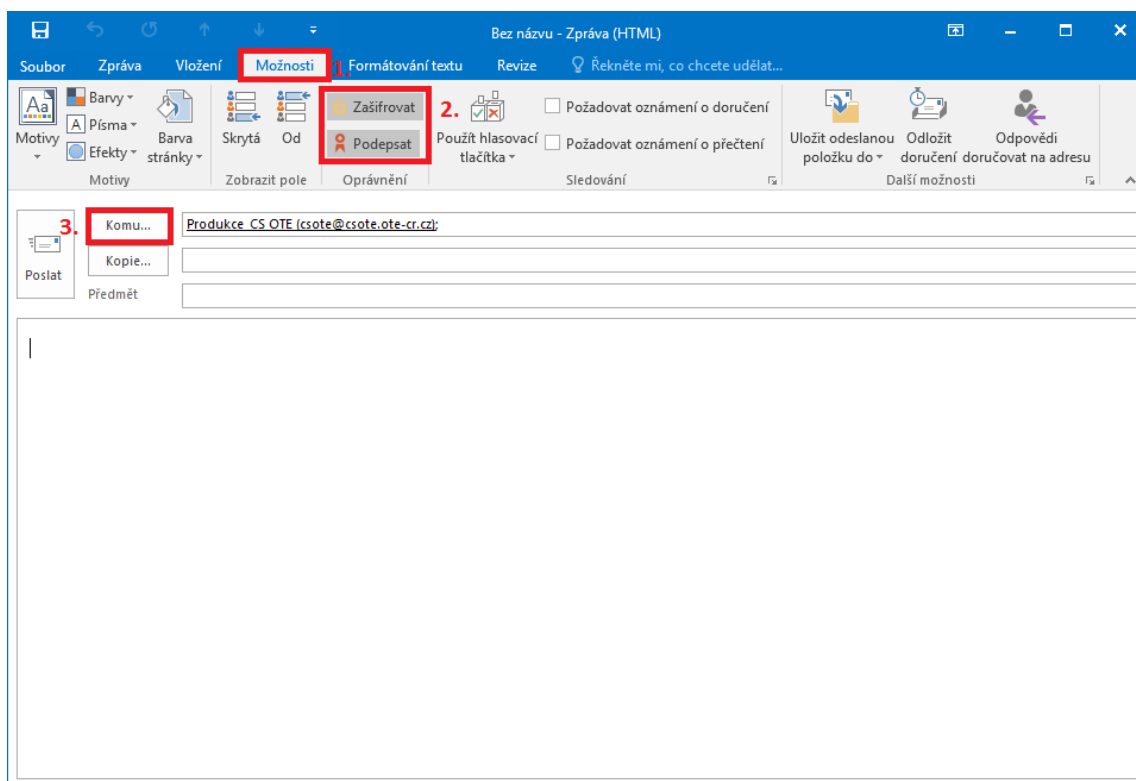 Bez názvu - Zpráva (HTML)
Soubor Zpráva Vložení Možnosti 1. Formátování textu Revize Řekněte mi, co chcete udělat...
Aa
Motivy
Barvy
A Písma
Efekty
Barva stránky
Motivy
Skrytá Od
Zobrazit pole
Zašifrovat
Podepsat
Oprávnění
2.
Použít hlasovací tlačítka
Požadovat oznámení o doručení
Požadovat oznámení o přečtení
Sledování
Uložit odeslanou položku do
Odložit doručení
Odpovědi doručovat na adresu
Další možnosti
3.
Poslat
Komu... Produkce CS OTE (csote@csote.ote-cr.cz);
Kopie...
Předmět